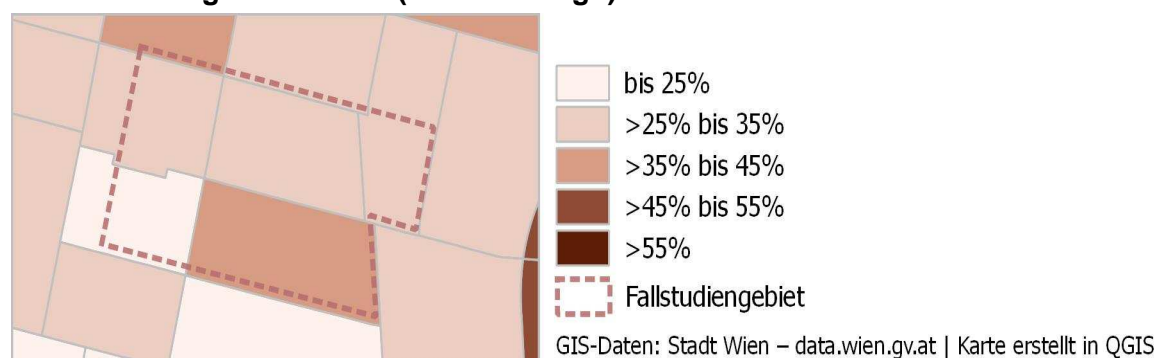 bis 25%
>25% bis 35%
>35% bis 45%
>45% bis 55%
>55%
Fallstudiengebiet
GIS-Daten: Stadt Wien – data.wien.gv.at | Karte erstellt in QGIS